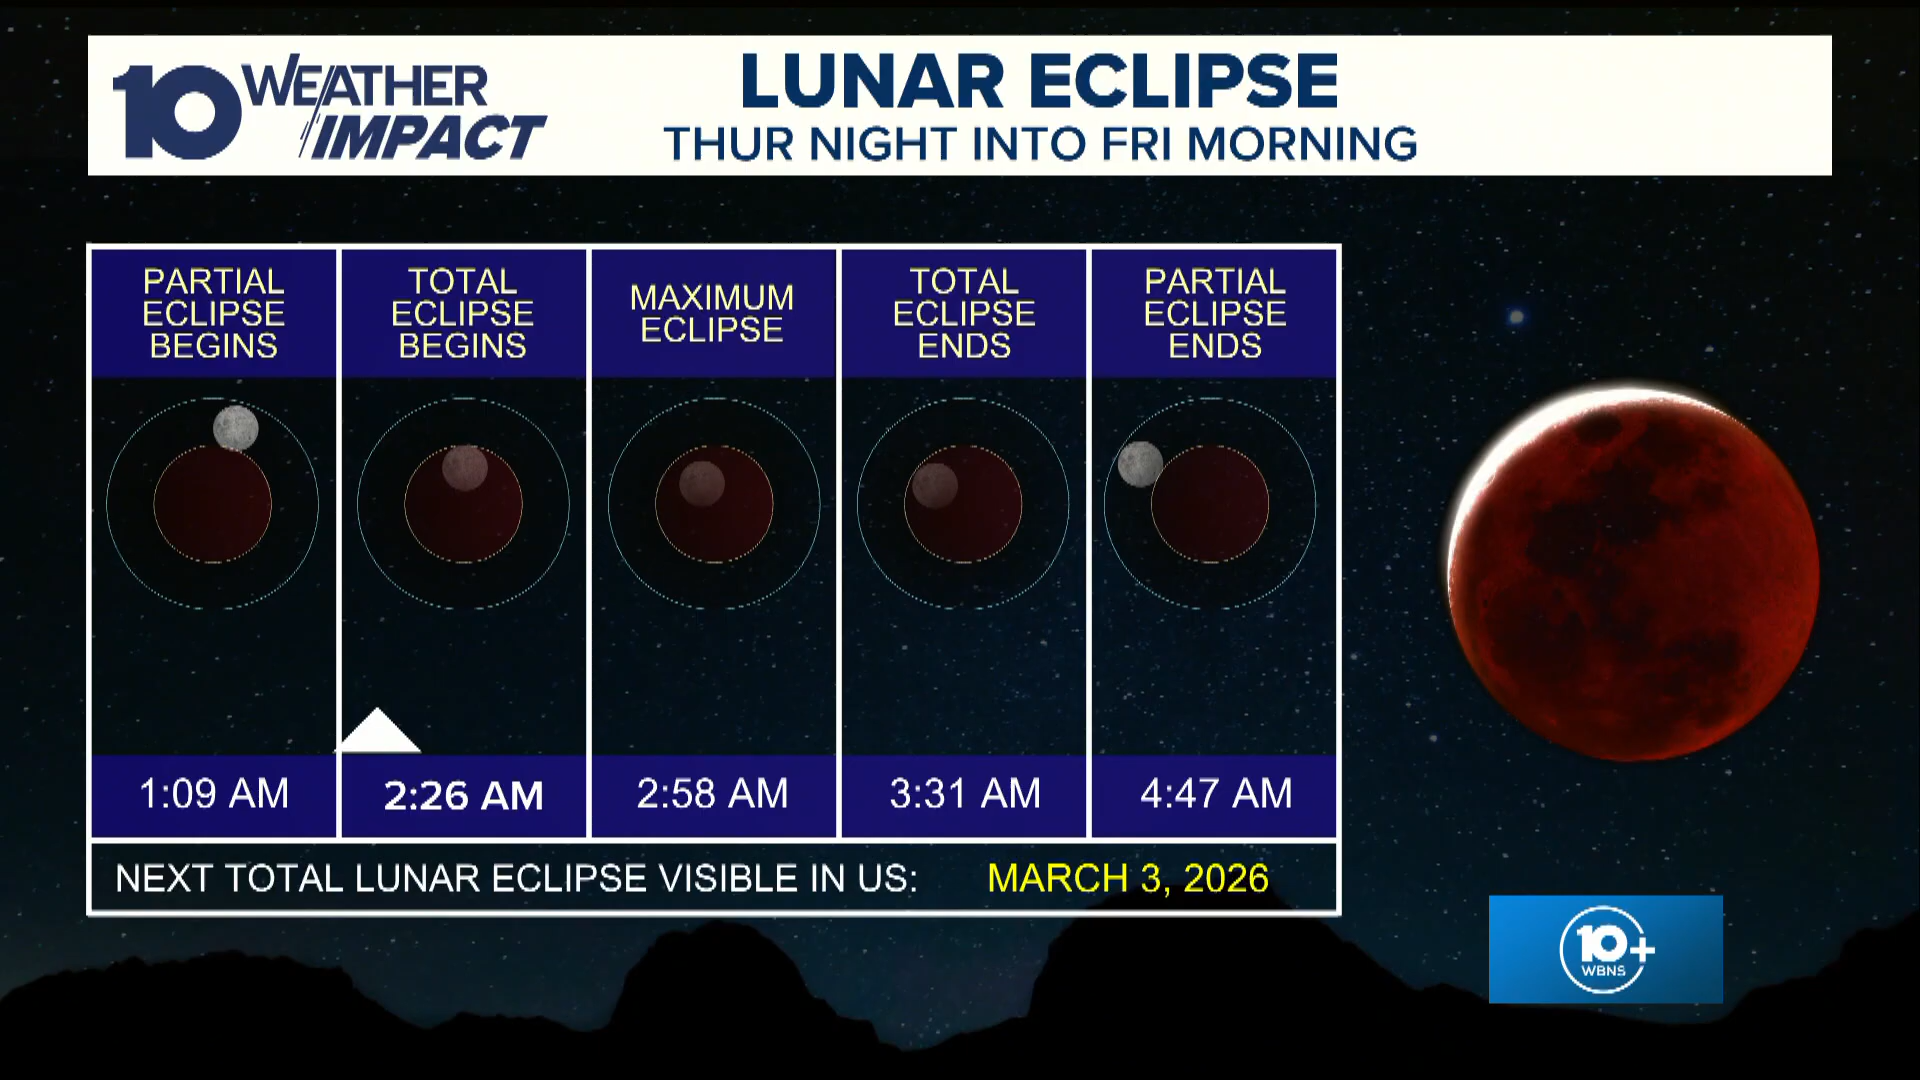 10 WEATHER IMPACT
LUNAR ECLIPSE
THUR NIGHT INTO FRI MORNING
PARTIAL
ECLIPSE
BEGINS
TOTAL
ECLIPSE
BEGINS
MAXIMUM
ECLIPSE
TOTAL
ECLIPSE
ENDS
PARTIAL
ECLIPSE
ENDS
1:09 AM
2:26 AM
2:58 AM
3:31 AM
4:47 AM
NEXT TOTAL LUNAR ECLIPSE VISIBLE IN US: MARCH 3, 2026
10+
WBNS